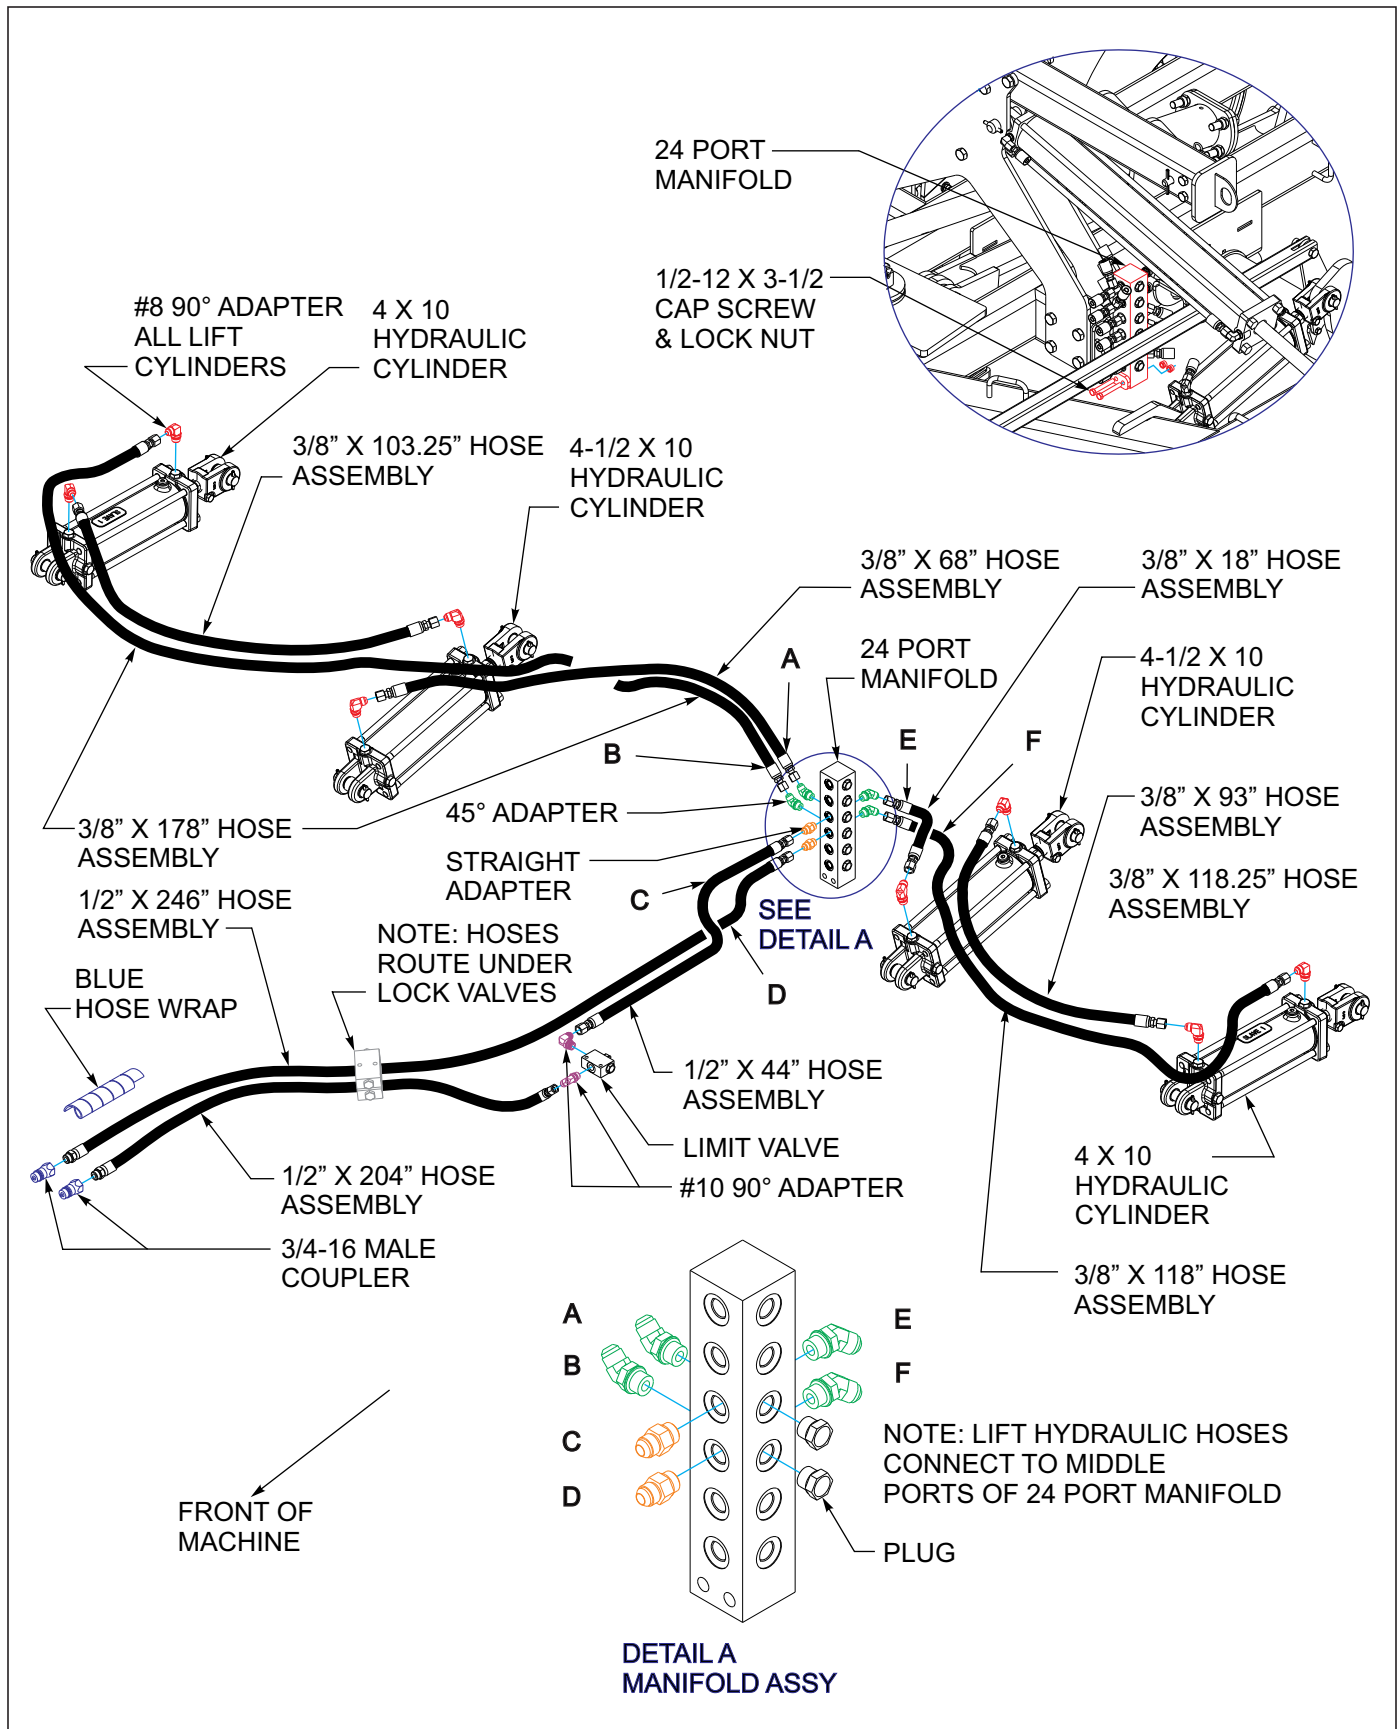 24 PORT
MANIFOLD
1/2-12 X 3-1/2
CAP SCREW
& LOCK NUT
#8 90° ADAPTER
ALL LIFT
CYLINDERS
4 X 10
HYDRAULIC
CYLINDER
3/8” X 103.25” HOSE
ASSEMBLY
4-1/2 X 10
HYDRAULIC
CYLINDER
3/8” X 68” HOSE
ASSEMBLY
3/8” X 18” HOSE
ASSEMBLY
A
24 PORT
MANIFOLD
4-1/2 X 10
HYDRAULIC
CYLINDER
B
E
F
45° ADAPTER
3/8” X 178” HOSE
ASSEMBLY
STRAIGHT
ADAPTER
3/8” X 93” HOSE
ASSEMBLY
3/8” X 118.25” HOSE
ASSEMBLY
C
1/2” X 246” HOSE
ASSEMBLY
SEE
DETAIL A
NOTE: HOSES
ROUTE UNDER
LOCK VALVES
BLUE
HOSE WRAP
D
1/2” X 44” HOSE
ASSEMBLY
LIMIT VALVE
#10 90° ADAPTER
1/2” X 204” HOSE
ASSEMBLY
3/4-16 MALE
COUPLER
4 X 10
HYDRAULIC
CYLINDER
3/8” X 118” HOSE
ASSEMBLY
A
B
C
D
E
F
NOTE: LIFT HYDRAULIC HOSES
CONNECT TO MIDDLE
PORTS OF 24 PORT MANIFOLD
PLUG
FRONT OF
MACHINE
DETAIL A
MANIFOLD ASSY